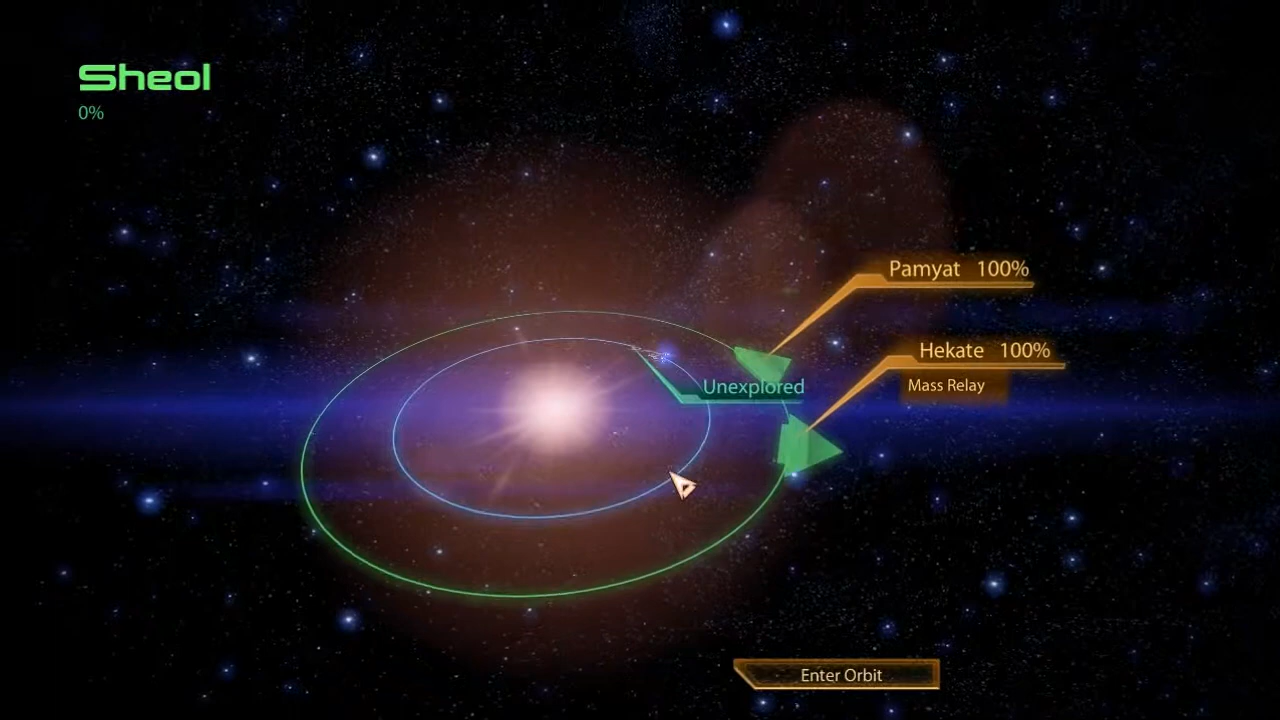 Sheol
0%
Pamyat 100%
Hekate 100%
Mass Relay
Unexplored
Enter Orbit